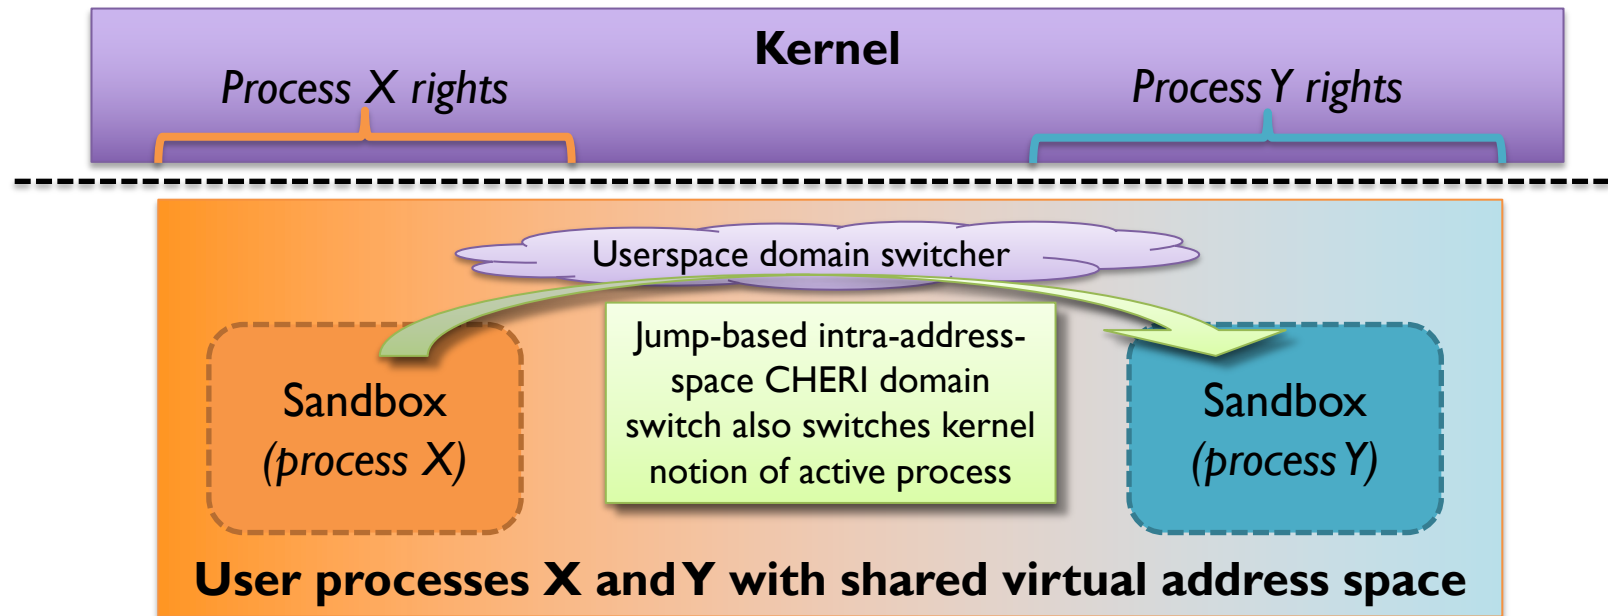 Kernel
Process X rights
Process Y rights
Userspace domain switcher
Jump-based intra-address-
space CHERI domain
switch also switches kernel
notion of active process
Sandbox
(process X)
Sandbox
(process Y)
User processes X and Y with shared virtual address space